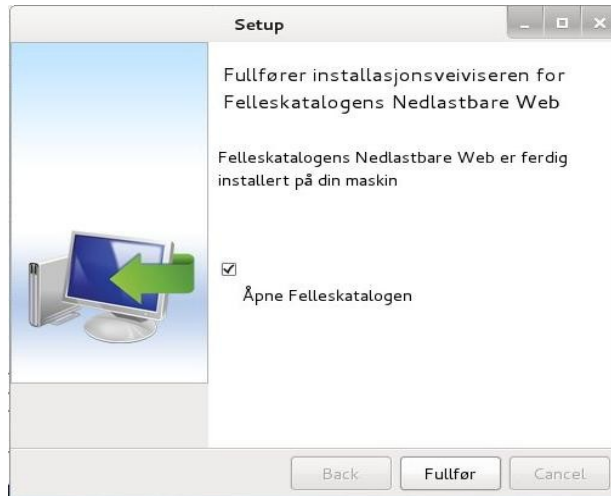 Setup
Fullfører installasjonsveiviseren for
Felleskatalogens Nedlastbare Web
Felleskatalogens Nedlastbare Web er ferdig
installert på din maskin
Åpne Felleskatalogen
Back
Fullfør
Cancel